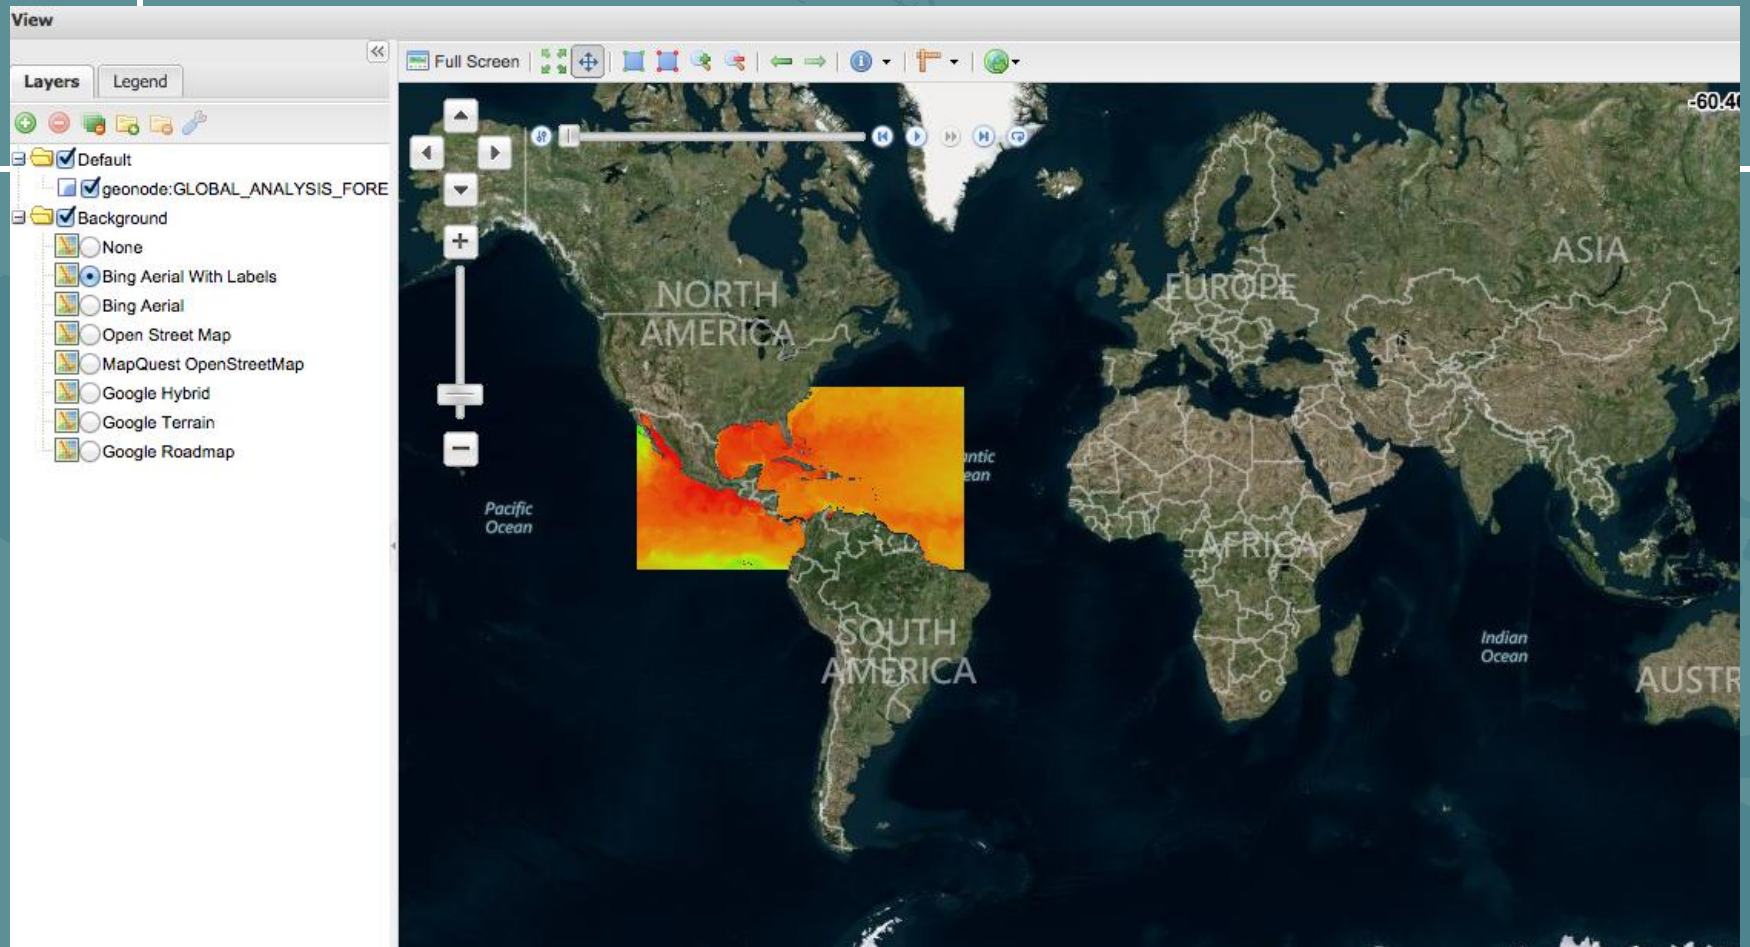 View
Layers
Legend
Full Screen
Default
geonode:GLOBAL_ANALYSIS_FORE
Background
None
Bing Aerial With Labels
Bing Aerial
Open Street Map
MapQuest OpenStreetMap
Google Hybrid
Google Terrain
Google Roadmap
-60.4
NORTH
AMERICA
EUROPE
ASIA
Pacific
Ocean
antic
ean
AFRICA
SOUTH
AMERICA
Indian
Ocean
AUSTR